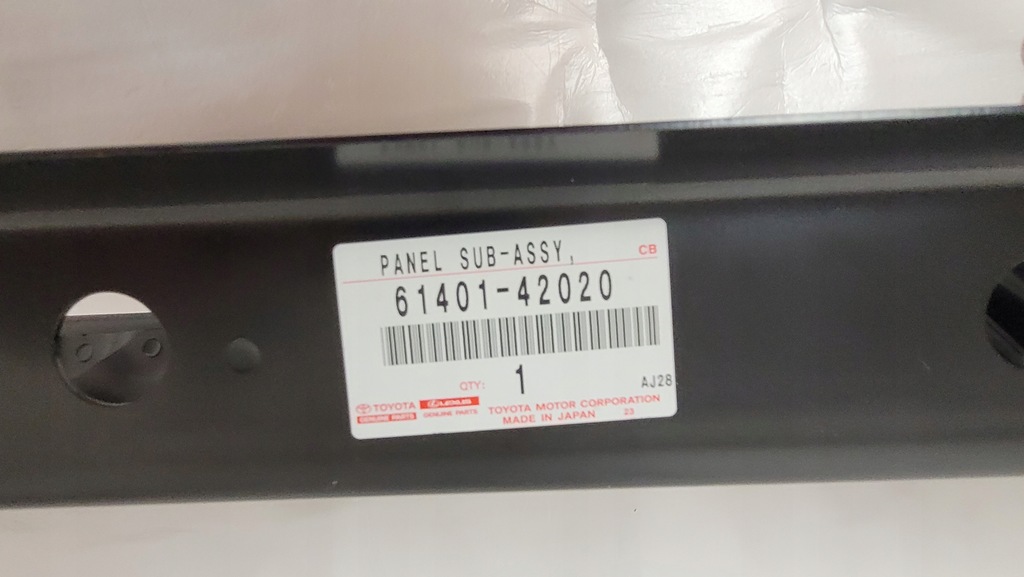 PANEL SUB-ASSY,
CB
61401-42020
QTY: 1
AJ28
TOYOTA
GENUINE PARTS
LEXUS
GENUINE PARTS
TOYOTA MOTOR CORPORATION
MADE IN JAPAN 23